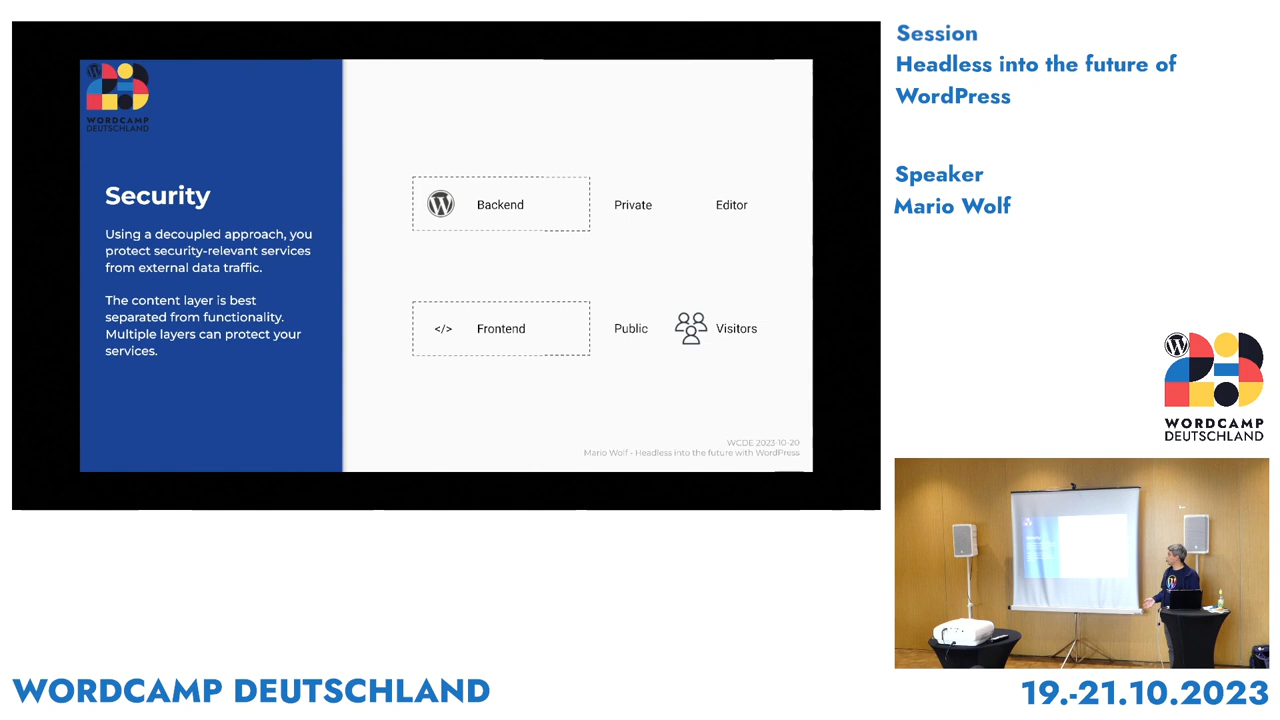 WORDCAMP
DEUTSCHLAND
Security
Using a decoupled approach, you
protect security-relevant services
from external data traffic.
The content layer is best
separated from functionality.
Multiple layers can protect your
services.
Backend Private Editor
</> Frontend Public Visitors
WCDE 2023-10-20
Mario Wolf - Headless into the future with WordPress
Session
Headless into the future of
WordPress
Speaker
Mario Wolf
WORDCAMP
DEUTSCHLAND
Security
WORDCAMP DEUTSCHLAND
19.-21.10.2023